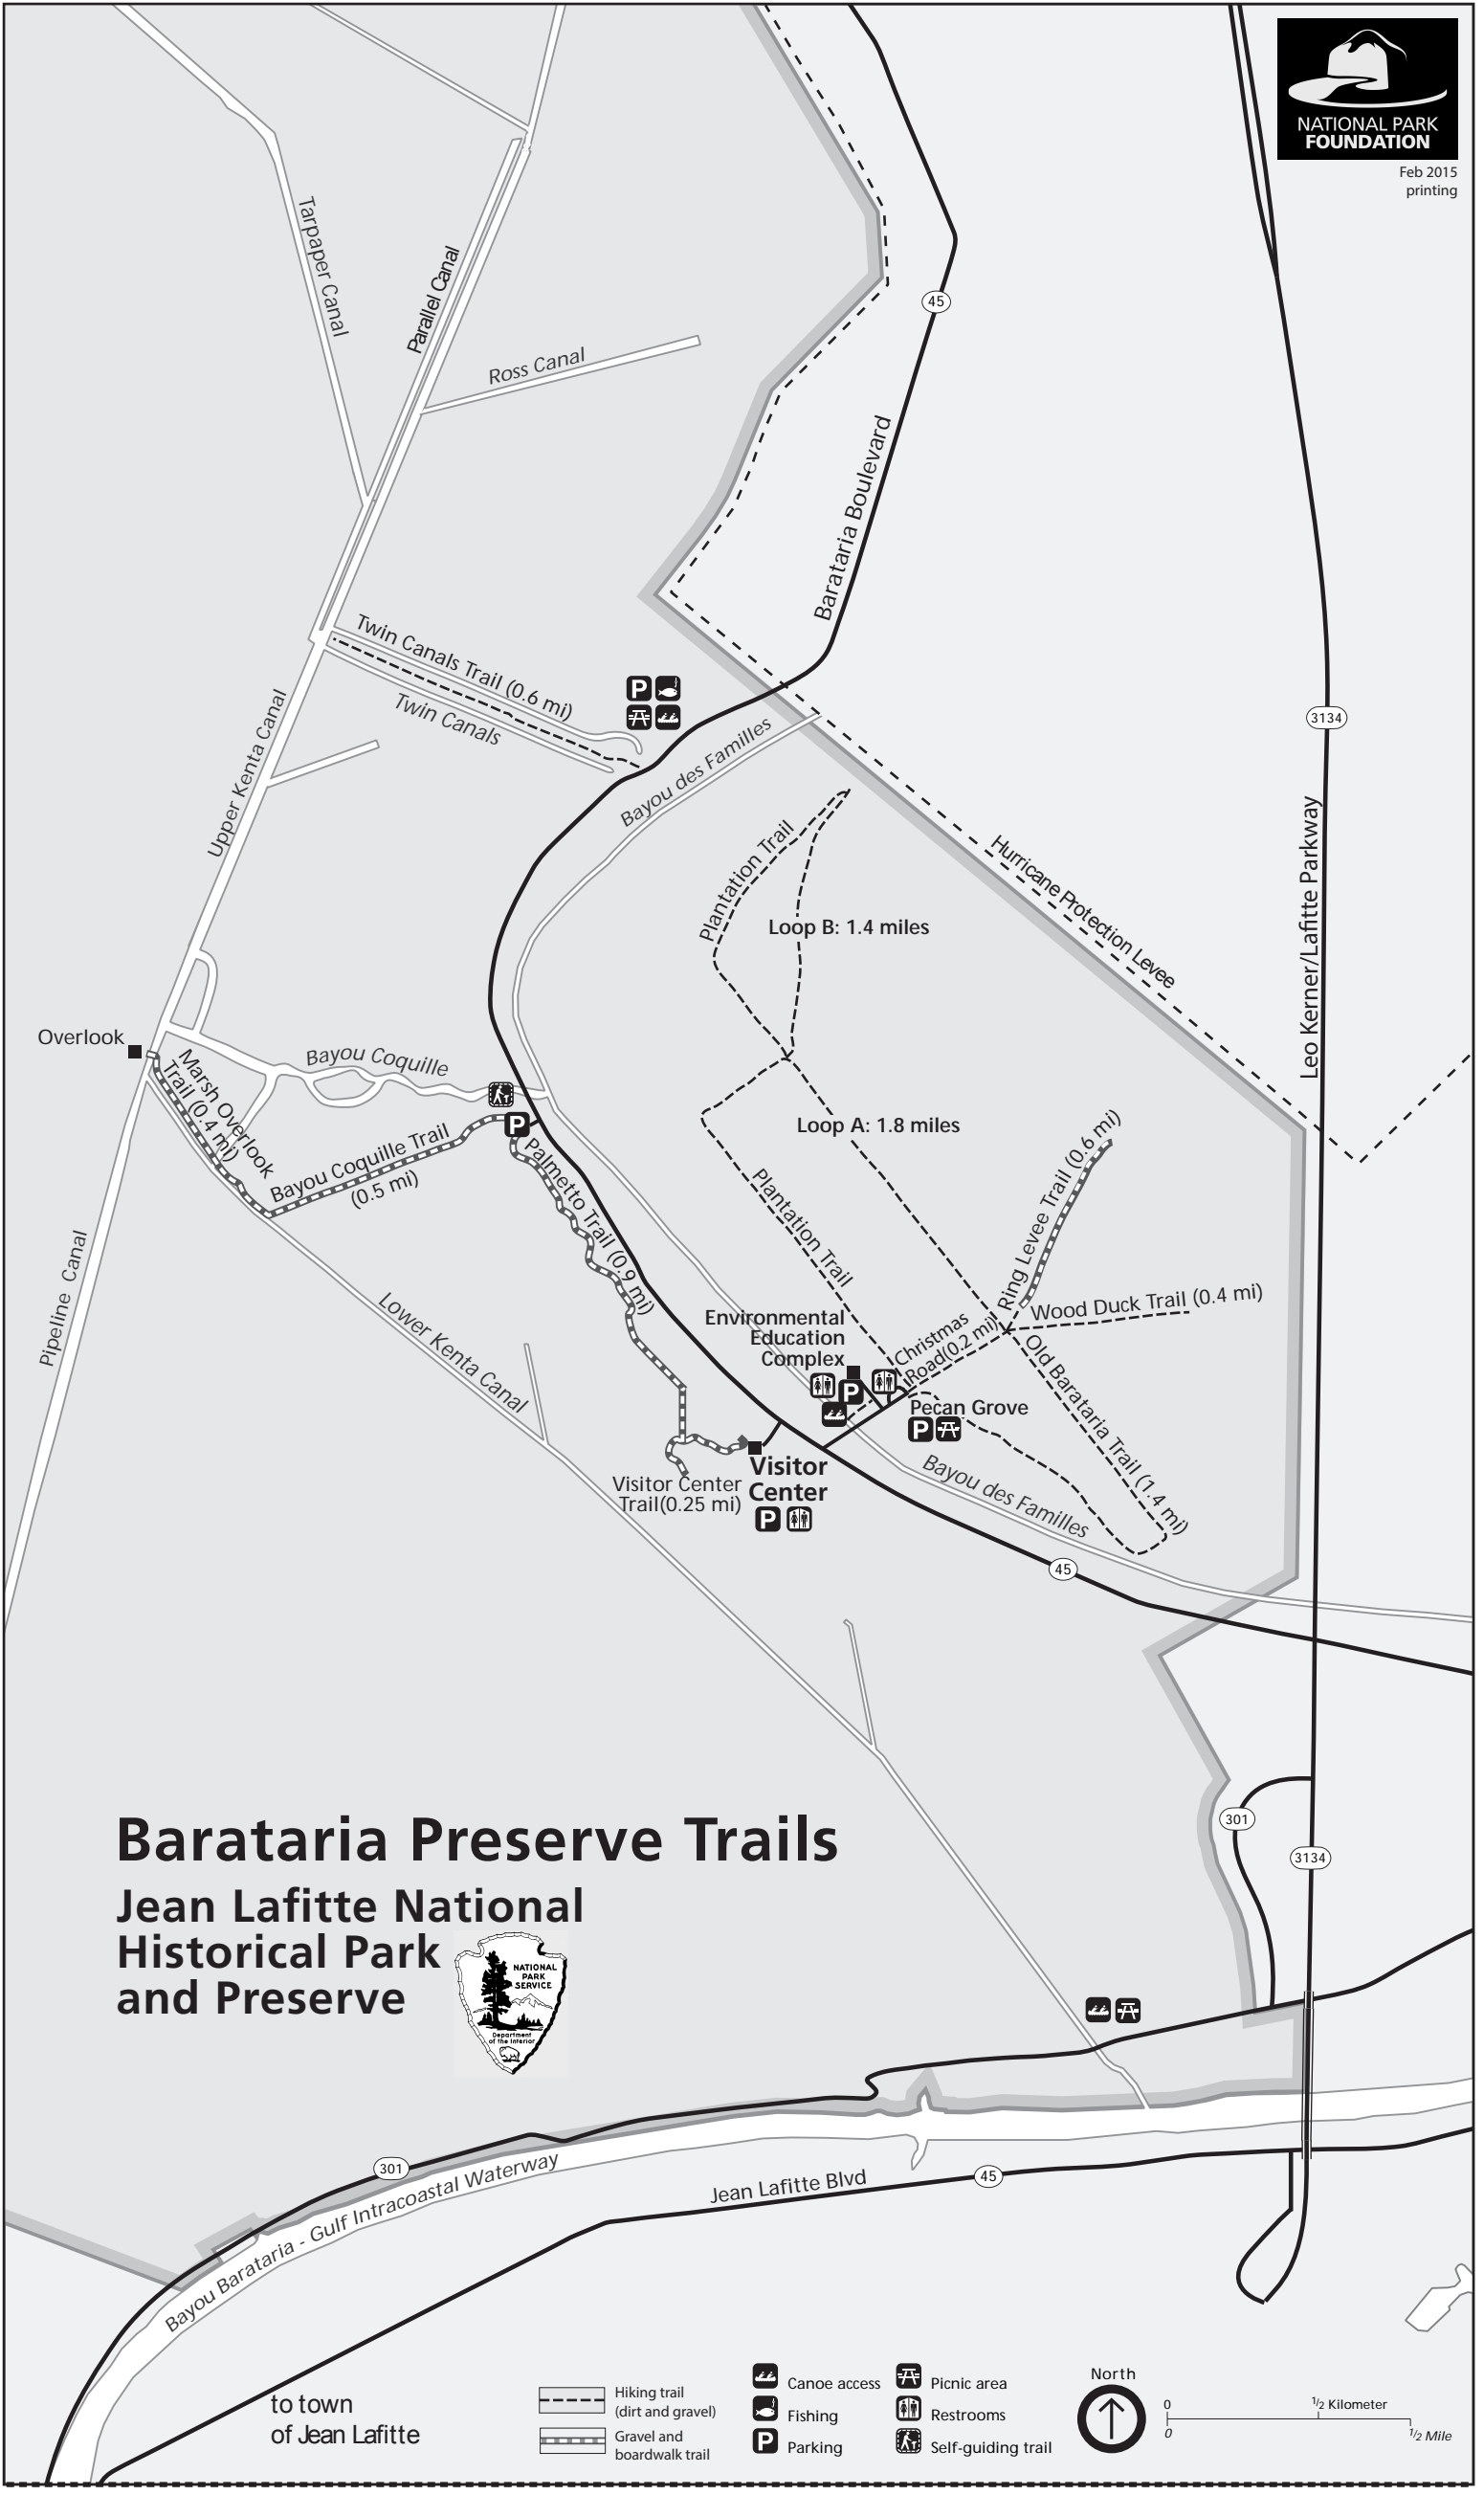 NATIONAL PARK
FOUNDATION
Feb 2015
printing
Tarpaper Canal
Parallel Canal
Ross Canal
45
Barataria Boulevard
Twin Canals Trail (0.6 mi)
Twin Canals
P
3134
Upper Kenta Canal
Bayou des Familles
Plantation Trail
Hurricane Protection Levee
Leo Kerner/Lafitte Parkway
Loop B: 1.4 miles
Overlook
Marsh Overlook
Trail (0.4 mi)
Bayou Coquille
P
Loop A: 1.8 miles
Bayou Coquille Trail
(0.5 mi)
Palmetto Trail (0.9 mi)
Plantation Trail
Ring Levee Trail (0.6 mi)
Wood Duck Trail (0.4 mi)
Pipeline Canal
Lower Kenta Canal
Environmental
Education
Complex
Christmas
Road(0.2 mi)
P
Old Barataria Trail (1.4 mi)
Pecan Grove
P
Visitor
Center
P
Visitor Center
Trail(0.25 mi)
Bayou des Familles
45
301
3134
Barataria Preserve Trails
Jean Lafitte National
Historical Park
and Preserve
NATIONAL
PARK
SERVICE
Department
of the Interior
301
Bayou Barataria - Gulf Intracoastal Waterway
Jean Lafitte Blvd
45
to town
of Jean Lafitte
Hiking trail
(dirt and gravel)
Gravel and
boardwalk trail
Canoe access
Fishing
P Parking
Picnic area
Restrooms
Self-guiding trail
North
0 1/2 Kilometer
0 1/2 Mile